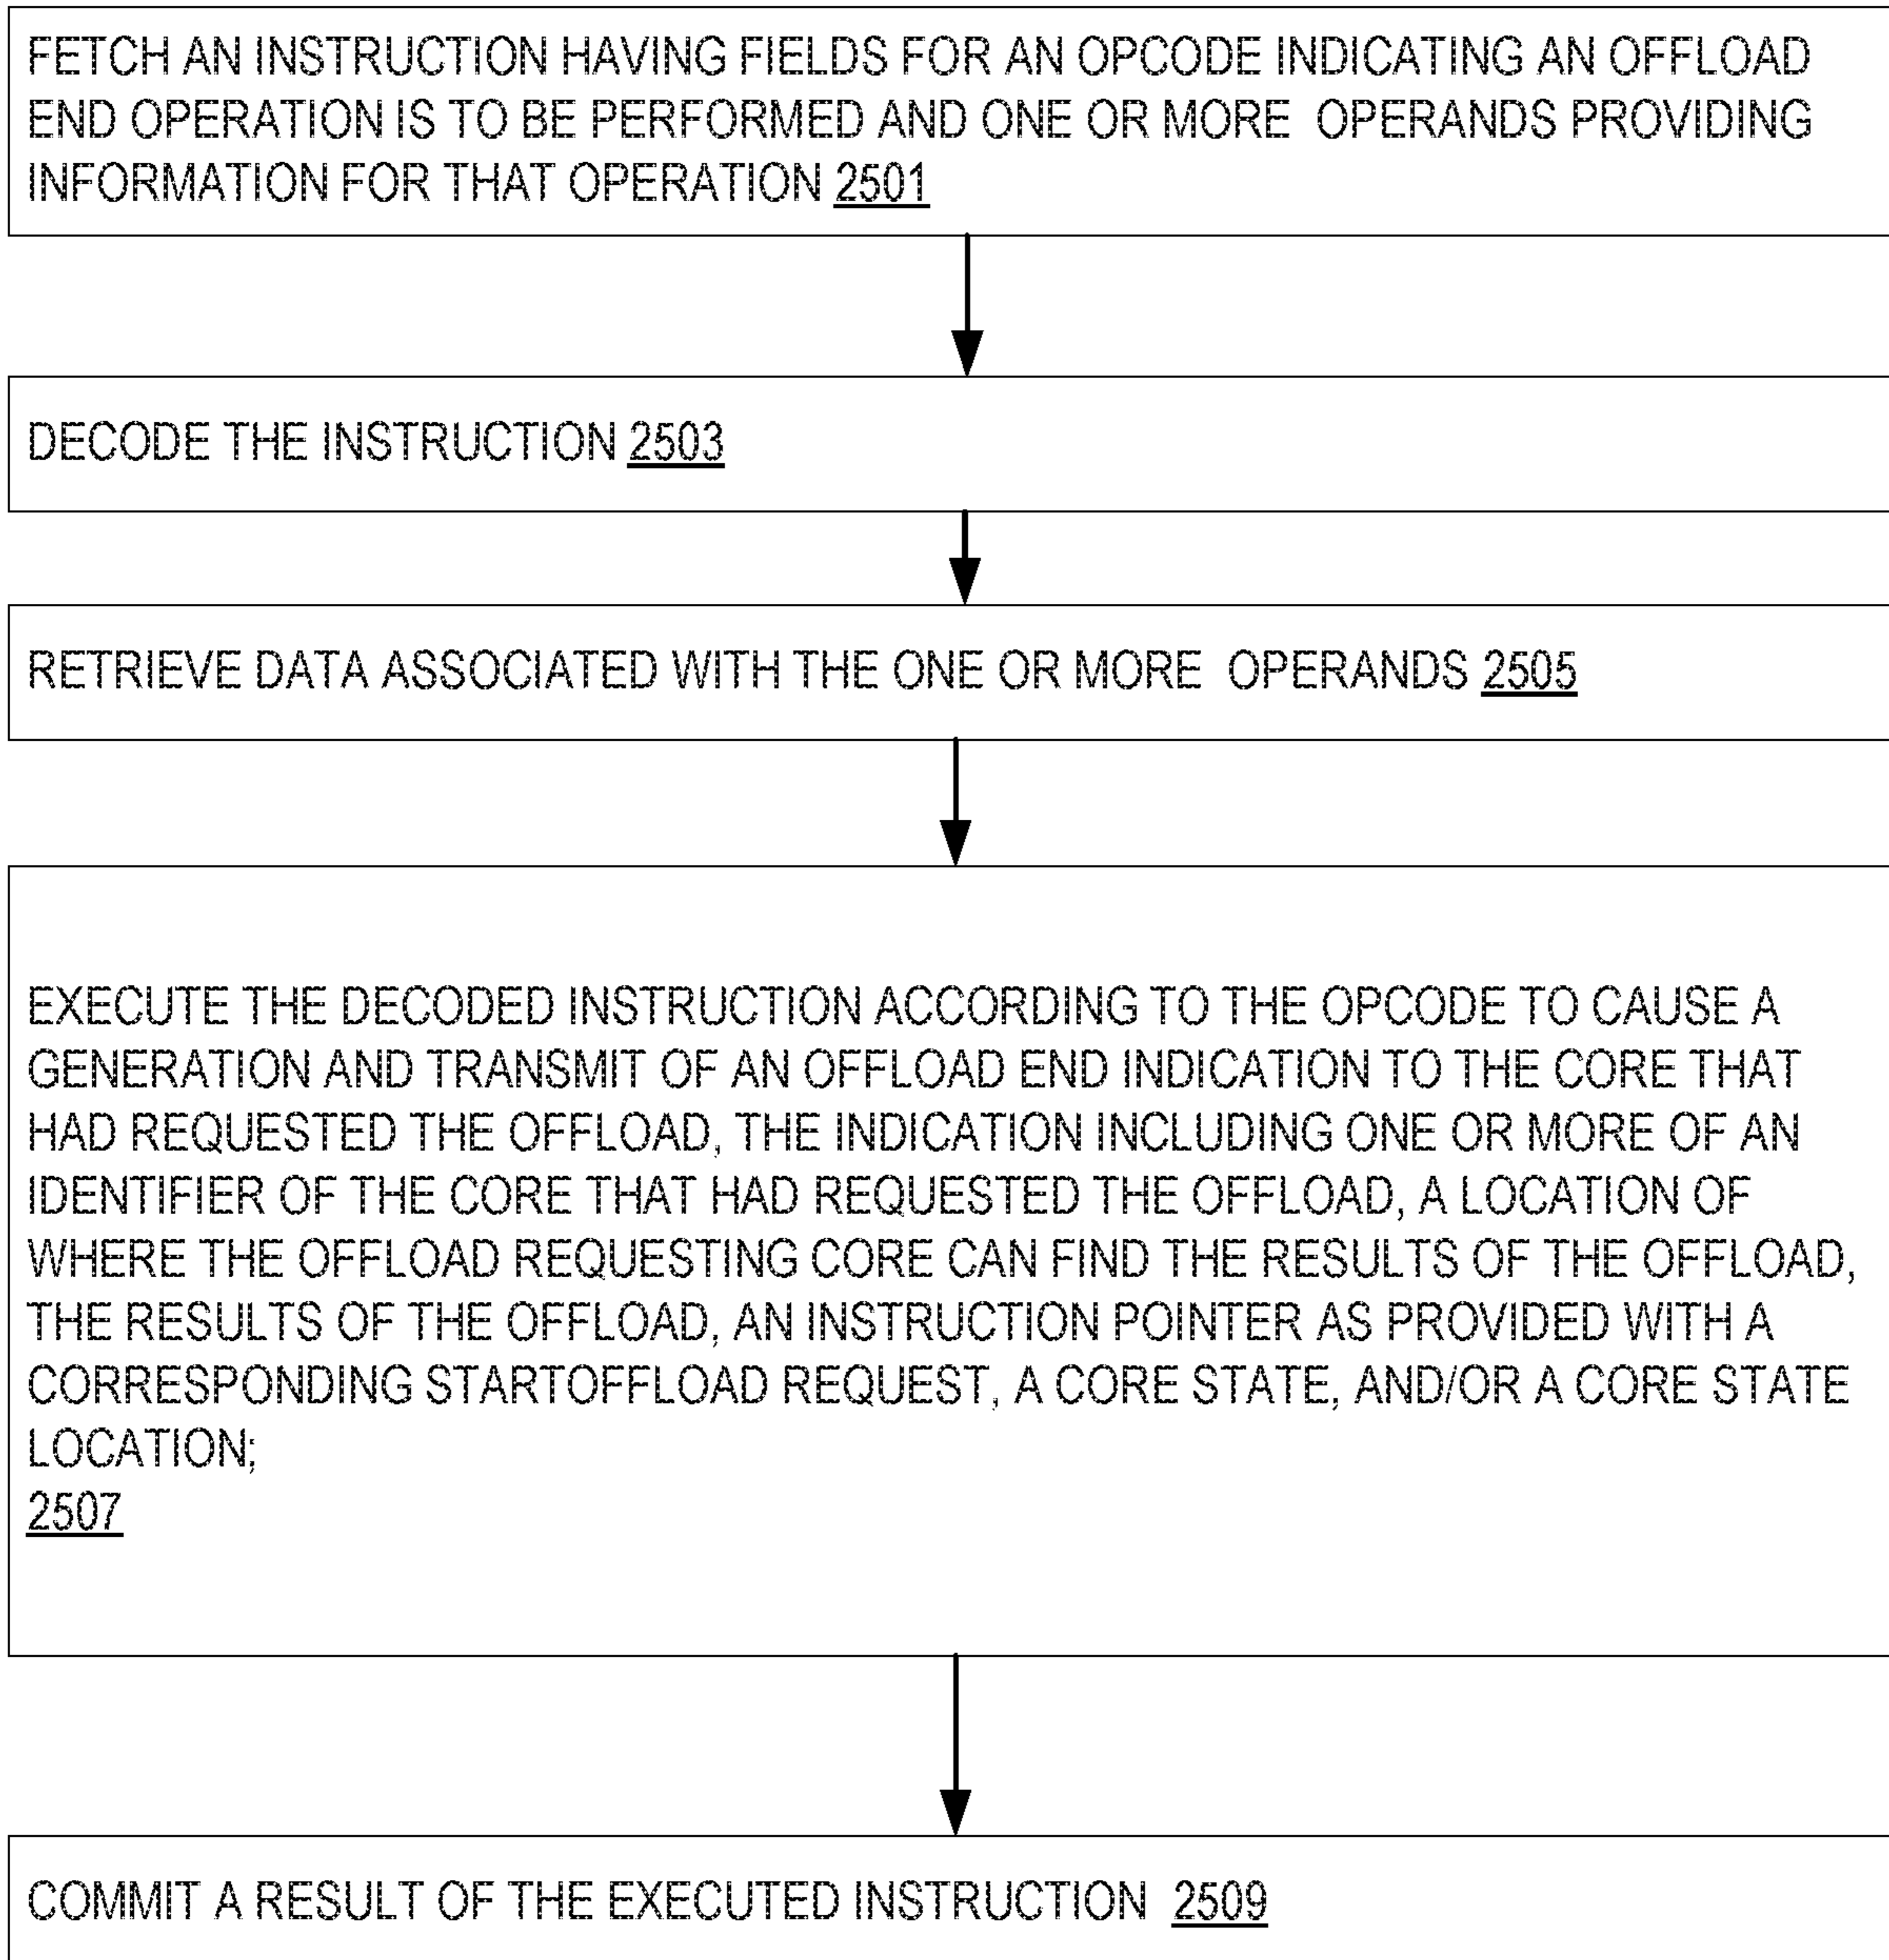 FETCH AN INSTRUCTION HAVING FIELDS FOR AN OPCODE INDICATING AN OFFLOAD
END OPERATION IS TO BE PERFORMED AND ONE OR MORE OPERANDS PROVIDING
INFORMATION FOR THAT OPERATION 2501
DECODE THE INSTRUCTION 2503
RETRIEVE DATA ASSOCIATED WITH THE ONE OR MORE OPERANDS 2505
EXECUTE THE DECODED INSTRUCTION ACCORDING TO THE OPCODE TO CAUSE A
GENERATION AND TRANSMIT OF AN OFFLOAD END INDICATION TO THE CORE THAT
HAD REQUESTED THE OFFLOAD, THE INDICATION INCLUDING ONE OR MORE OF AN
IDENTIFIER OF THE CORE THAT HAD REQUESTED THE OFFLOAD, A LOCATION OF
WHERE THE OFFLOAD REQUESTING CORE CAN FIND THE RESULTS OF THE OFFLOAD,
THE RESULTS OF THE OFFLOAD, AN INSTRUCTION POINTER AS PROVIDED WITH A
CORRESPONDING STARTOFFLOAD REQUEST, A CORE STATE, AND/OR A CORE STATE
LOCATION;
2507
COMMIT A RESULT OF THE EXECUTED INSTRUCTION 2509